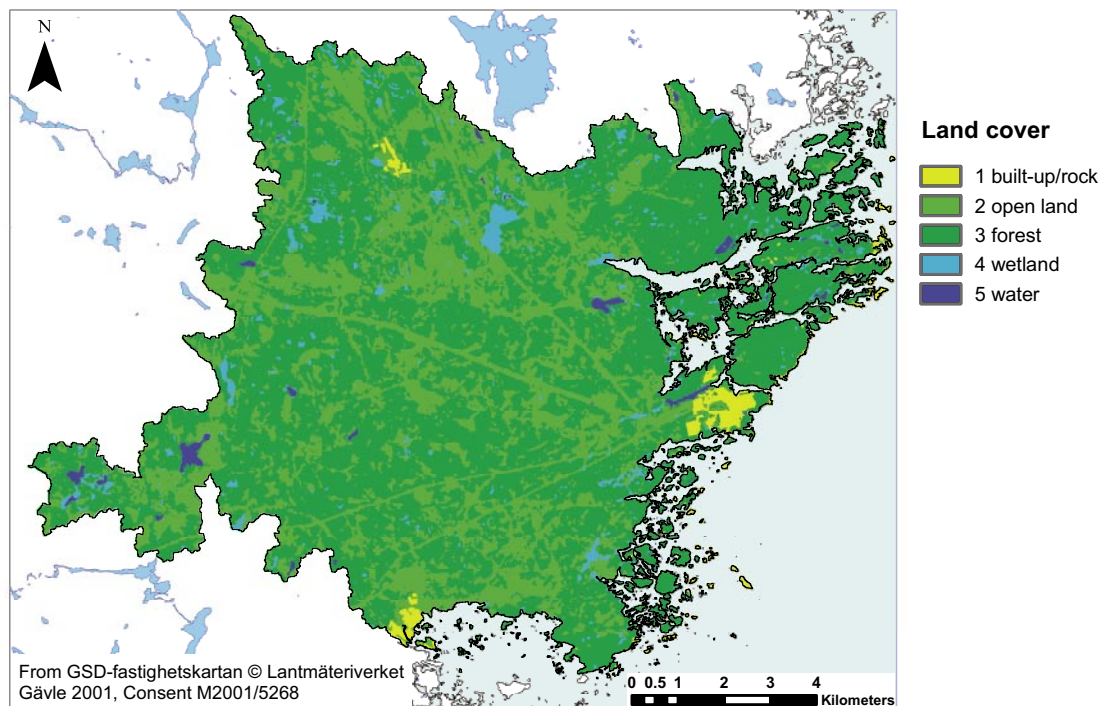 N
Land cover
1 built-up/rock
2 open land
3 forest
4 wetland
5 water
From GSD-fastighetskartan © Lantmäteriverket
Gävle 2001, Consent M2001/5268
0 0.5 1 2 3 4
Kilometers